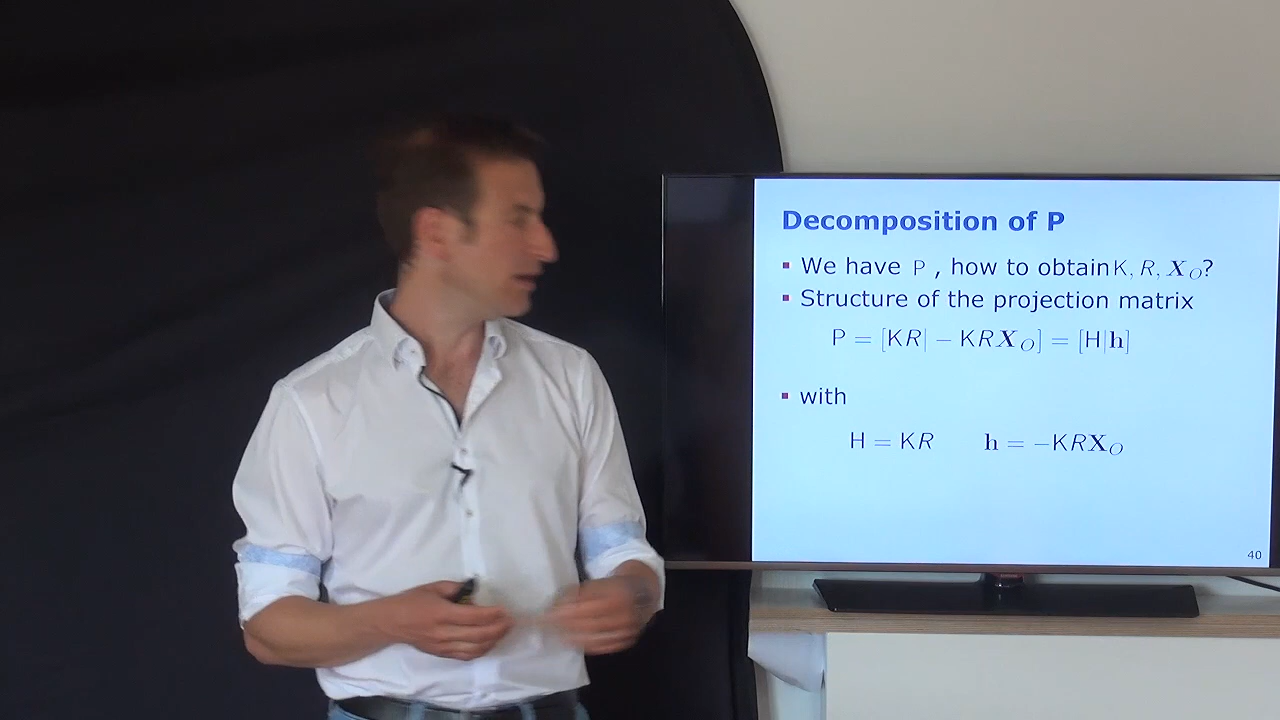 Decomposition of P
▪ We have P , how to obtain K, R, X_O?
▪ Structure of the projection matrix
P = [KR| − KRX_O] = [H|h]
▪ with
H = KR h = −KRX_O
40